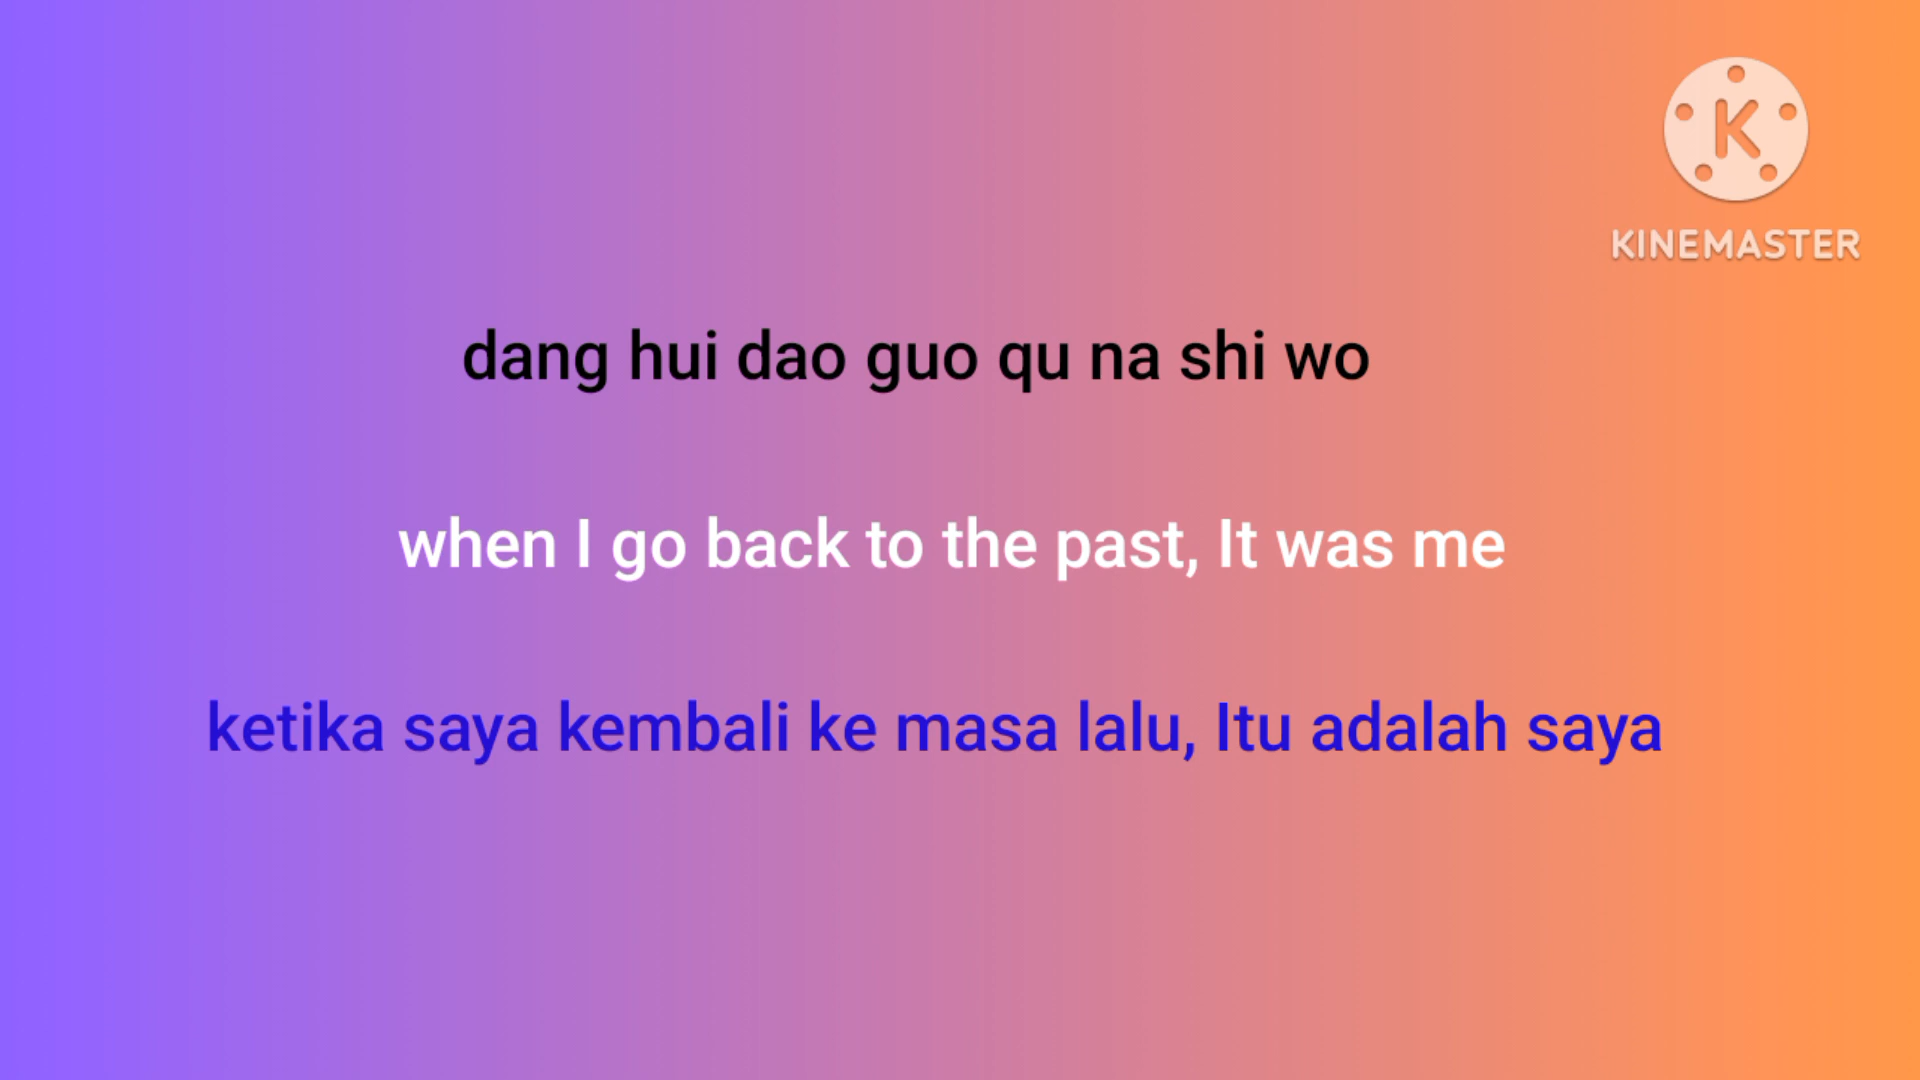 KINEMASTER
dang hui dao guo qu na shi wo
when I go back to the past, It was me
ketika saya kembali ke masa lalu, Itu adalah saya